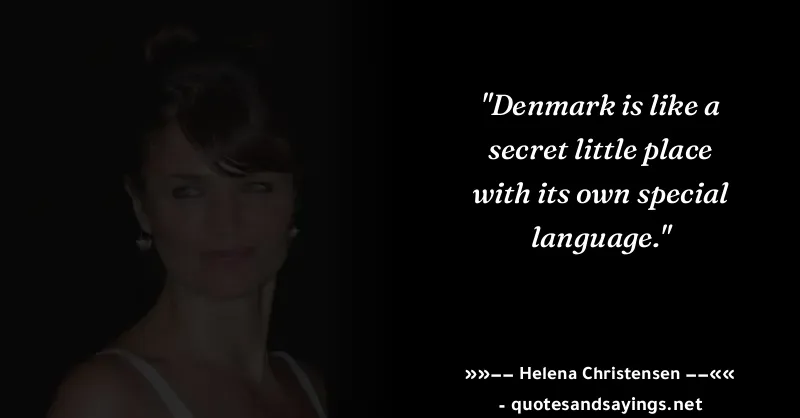 "Denmark is like a
secret little place
with its own special
language."
»»–– Helena Christensen ––««
- quotesandsayings.net